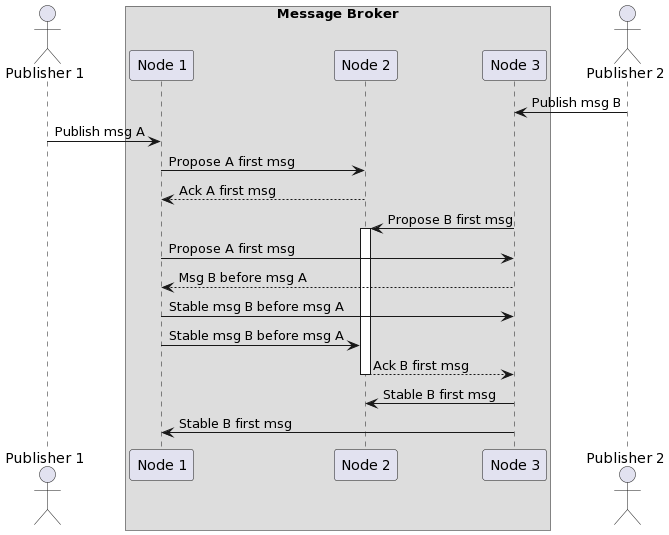 Message Broker
Publisher 1
Node 1
Node 2
Node 3
Publisher 2
Publish msg B
Publish msg A
Propose A first msg
Ack A first msg
Propose B first msg
Propose A first msg
Msg B before msg A
Stable msg B before msg A
Stable msg B before msg A
Ack B first msg
Stable B first msg
Stable B first msg
Publisher 1
Node 1
Node 2
Node 3
Publisher 2